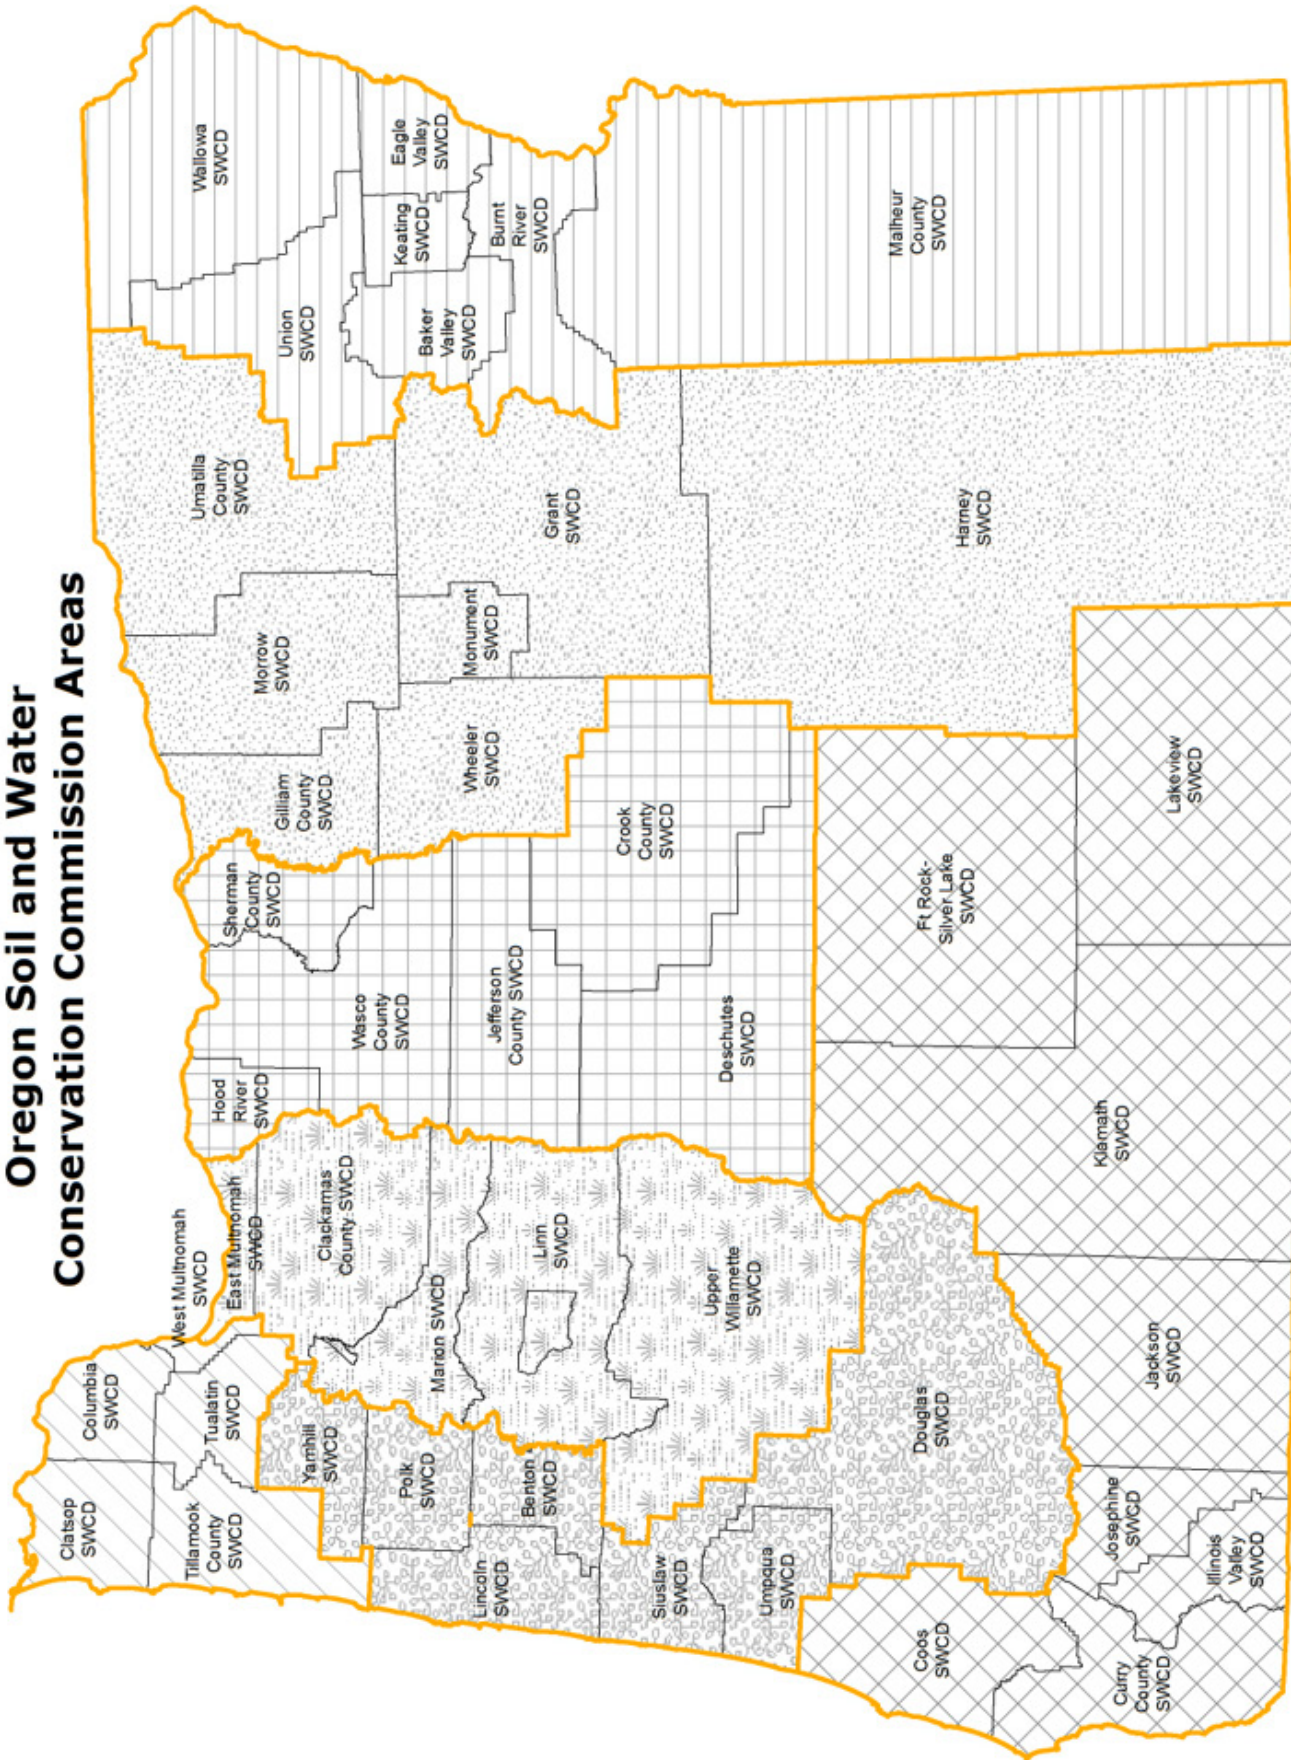 Oregon Soil and Water
Conservation Commission Areas
Clatsop
SWCD
Columbia
SWCD
Tillamook
County
SWCD
Tualatin
SWCD
West Multnomah
SWCD
East Multnomah
SWCD
Hood
River
SWCD
Sherman
County
SWCD
Gilliam
County
SWCD
Morrow
SWCD
Umatilla
County
SWCD
Wallowa
SWCD
Union
SWCD
Yamhill
SWCD
Clackamas
County SWCD
Wasco
County
SWCD
Polk
SWCD
Marion SWCD
Jefferson
County SWCD
Wheeler
SWCD
Monument
SWCD
Grant
SWCD
Baker
Valley
SWCD
Keating
SWCD
Eagle
Valley
SWCD
Burnt
River
SWCD
Lincoln
SWCD
Benton
SWCD
Linn
SWCD
Crook
County
SWCD
Siuslaw
SWCD
Upper
Willamette
SWCD
Deschutes
SWCD
Umpqua
SWCD
Douglas
SWCD
Coos
SWCD
Ft Rock-
Silver Lake
SWCD
Harney
SWCD
Malheur
County
SWCD
Curry
County
SWCD
Josephine
SWCD
Illinois
Valley
SWCD
Jackson
SWCD
Klamath
SWCD
Lakeview
SWCD